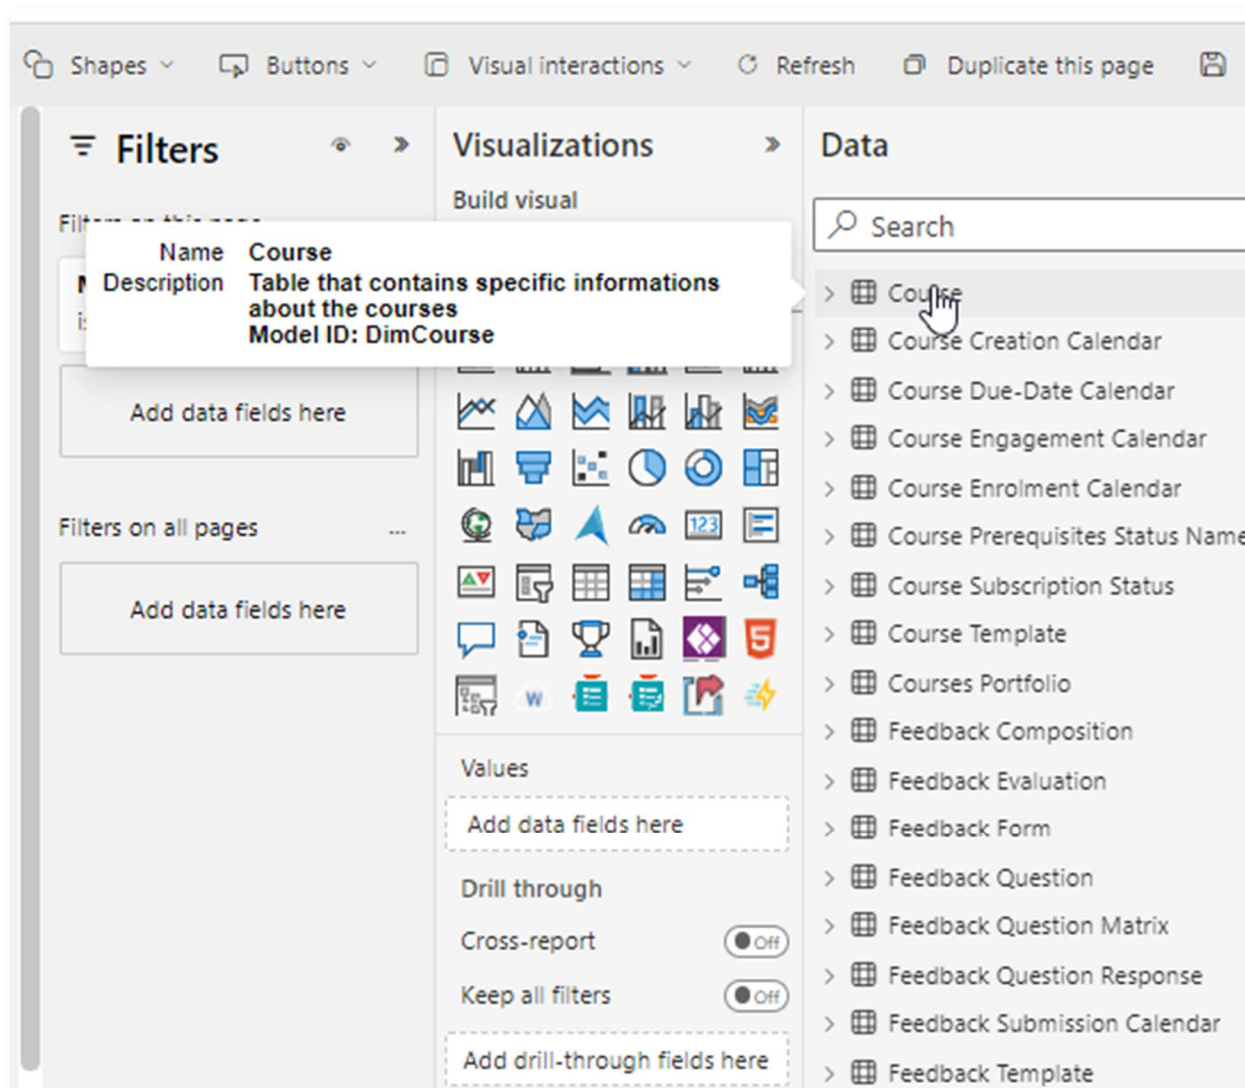 Shapes
Buttons
Visual interactions
Refresh
Duplicate this page
Filters
Visualizations
Data
Build visual
Search
Name Course
Description Table that contains specific informations
about the courses
Model ID: DimCourse
Add data fields here
Filters on all pages ...
Add data fields here
123
5
W
Values
Add data fields here
Drill through
Cross-report Off
Keep all filters Off
Add drill-through fields here
Course
Course Creation Calendar
Course Due-Date Calendar
Course Engagement Calendar
Course Enrolment Calendar
Course Prerequisites Status Name
Course Subscription Status
Course Template
Courses Portfolio
Feedback Composition
Feedback Evaluation
Feedback Form
Feedback Question
Feedback Question Matrix
Feedback Question Response
Feedback Submission Calendar
Feedback Template